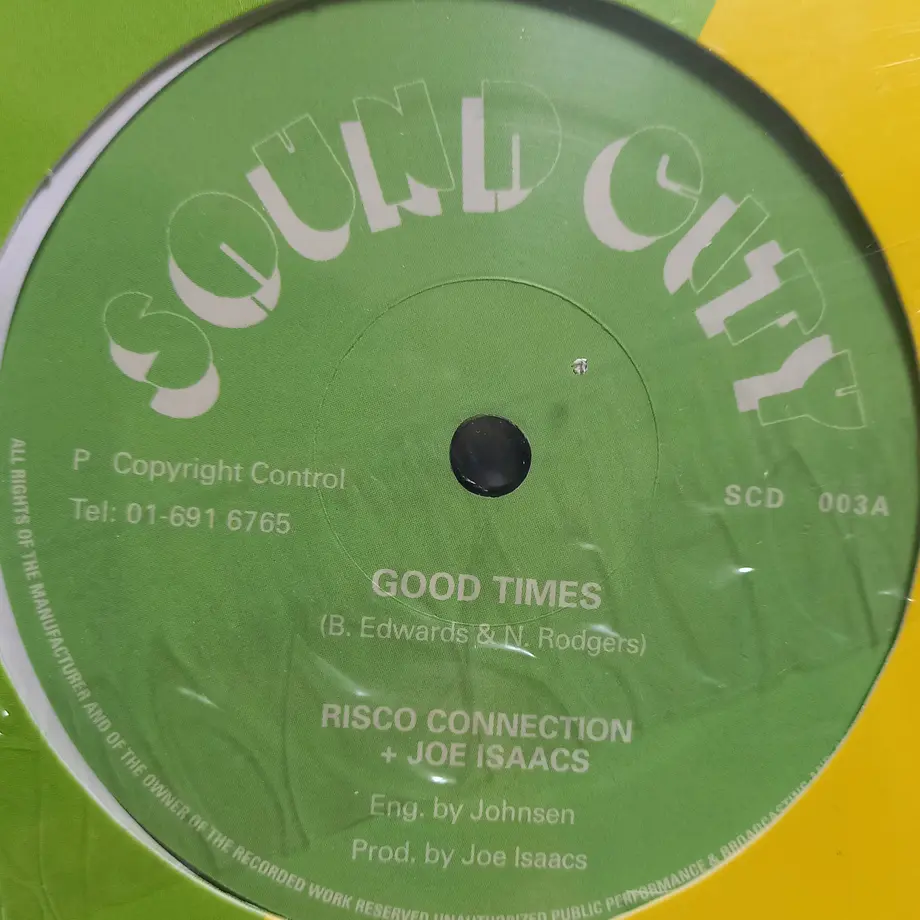 SOUND CITY
P Copyright Control
Tel: 01-691 6765
SCD 003A
GOOD TIMES
(B. Edwards & N. Rodgers)
RISCO CONNECTION
+ JOE ISAACS
Eng. by Johnsen
Prod. by Joe Isaacs
ALL RIGHTS OF THE MANUFACTURER AND OF THE OWNER OF THE RECORDED WORK RESERVED UNAUTHORIZED PUBLIC PERFORMANCE & BROADCASTING